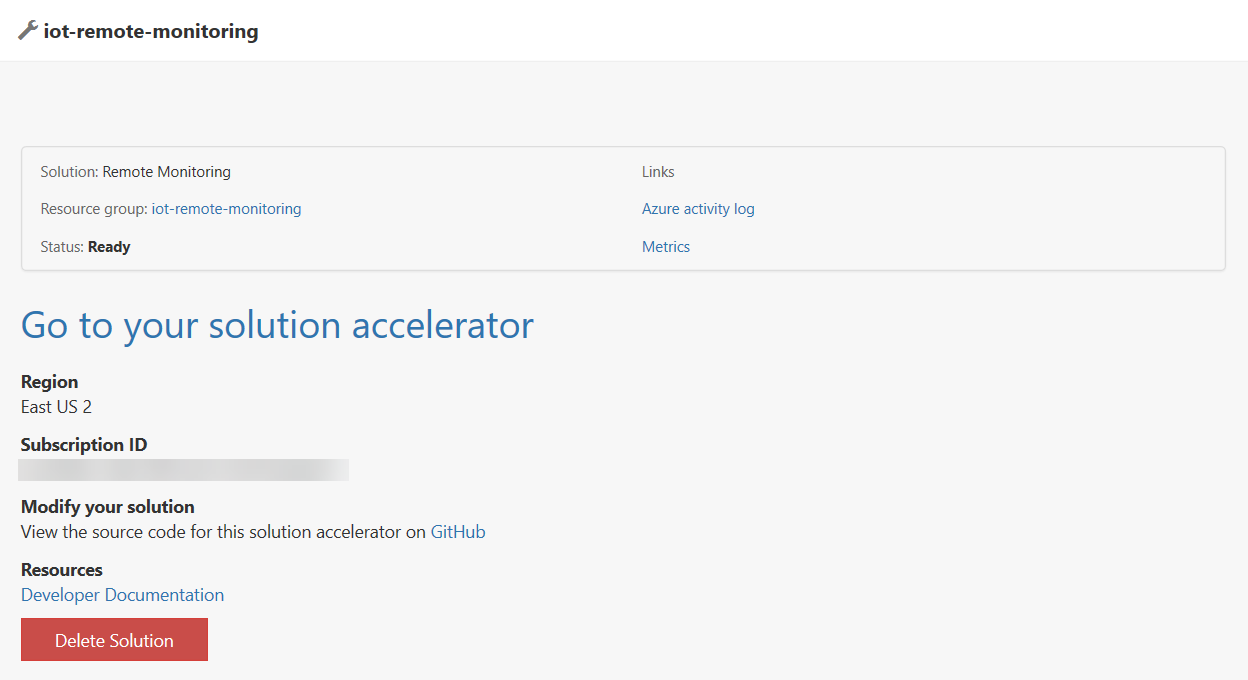 iot-remote-monitoring
Solution: Remote Monitoring
Resource group: iot-remote-monitoring
Status: Ready
Links
Azure activity log
Metrics
Go to your solution accelerator
Region
East US 2
Subscription ID
Modify your solution
View the source code for this solution accelerator on GitHub
Resources
Developer Documentation
Delete Solution